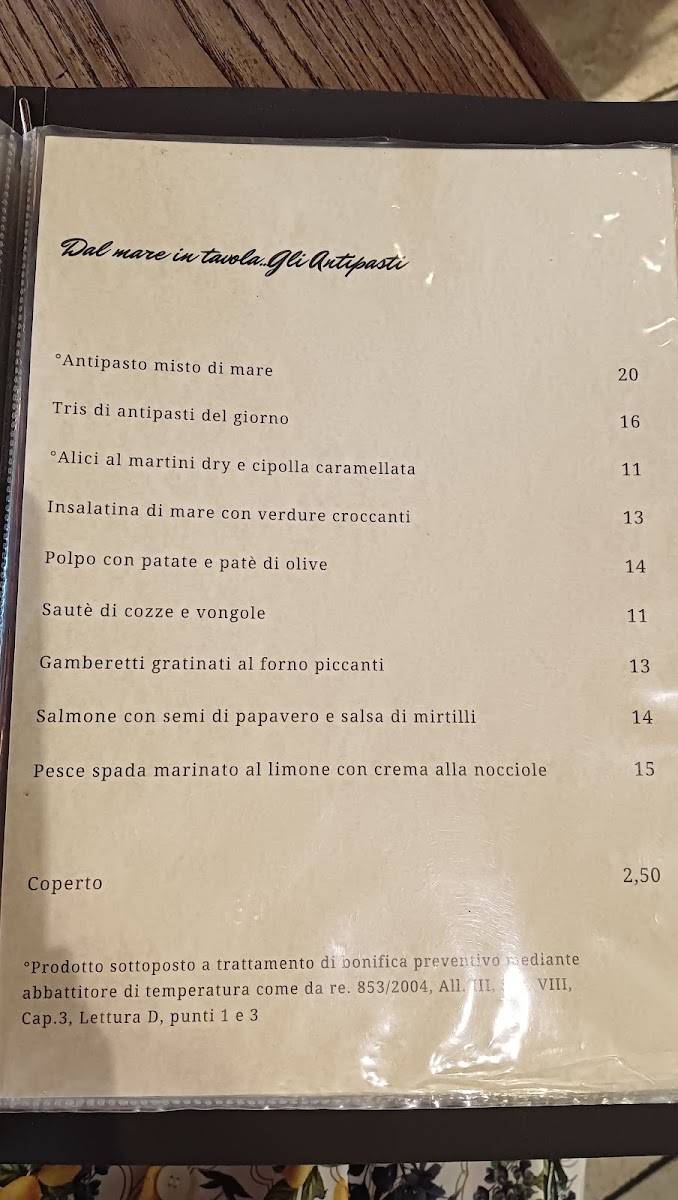 Dal mare in tavola..Gli Antipasti
°Antipasto misto di mare 20
Tris di antipasti del giorno 16
°Alici al martini dry e cipolla caramellata 11
Insalatina di mare con verdure croccanti 13
Polpo con patate e patè di olive 14
Sautè di cozze e vongole 11
Gamberetti gratinati al forno piccanti 13
Salmone con semi di papavero e salsa di mirtilli 14
Pesce spada marinato al limone con crema alla nocciole 15
Coperto 2,50
°Prodotto sottoposto a trattamento di bonifica preventivo mediante
abbattitore di temperatura come da re. 853/2004, All. III, VIII,
Cap.3, Lettura D, punti 1 e 3